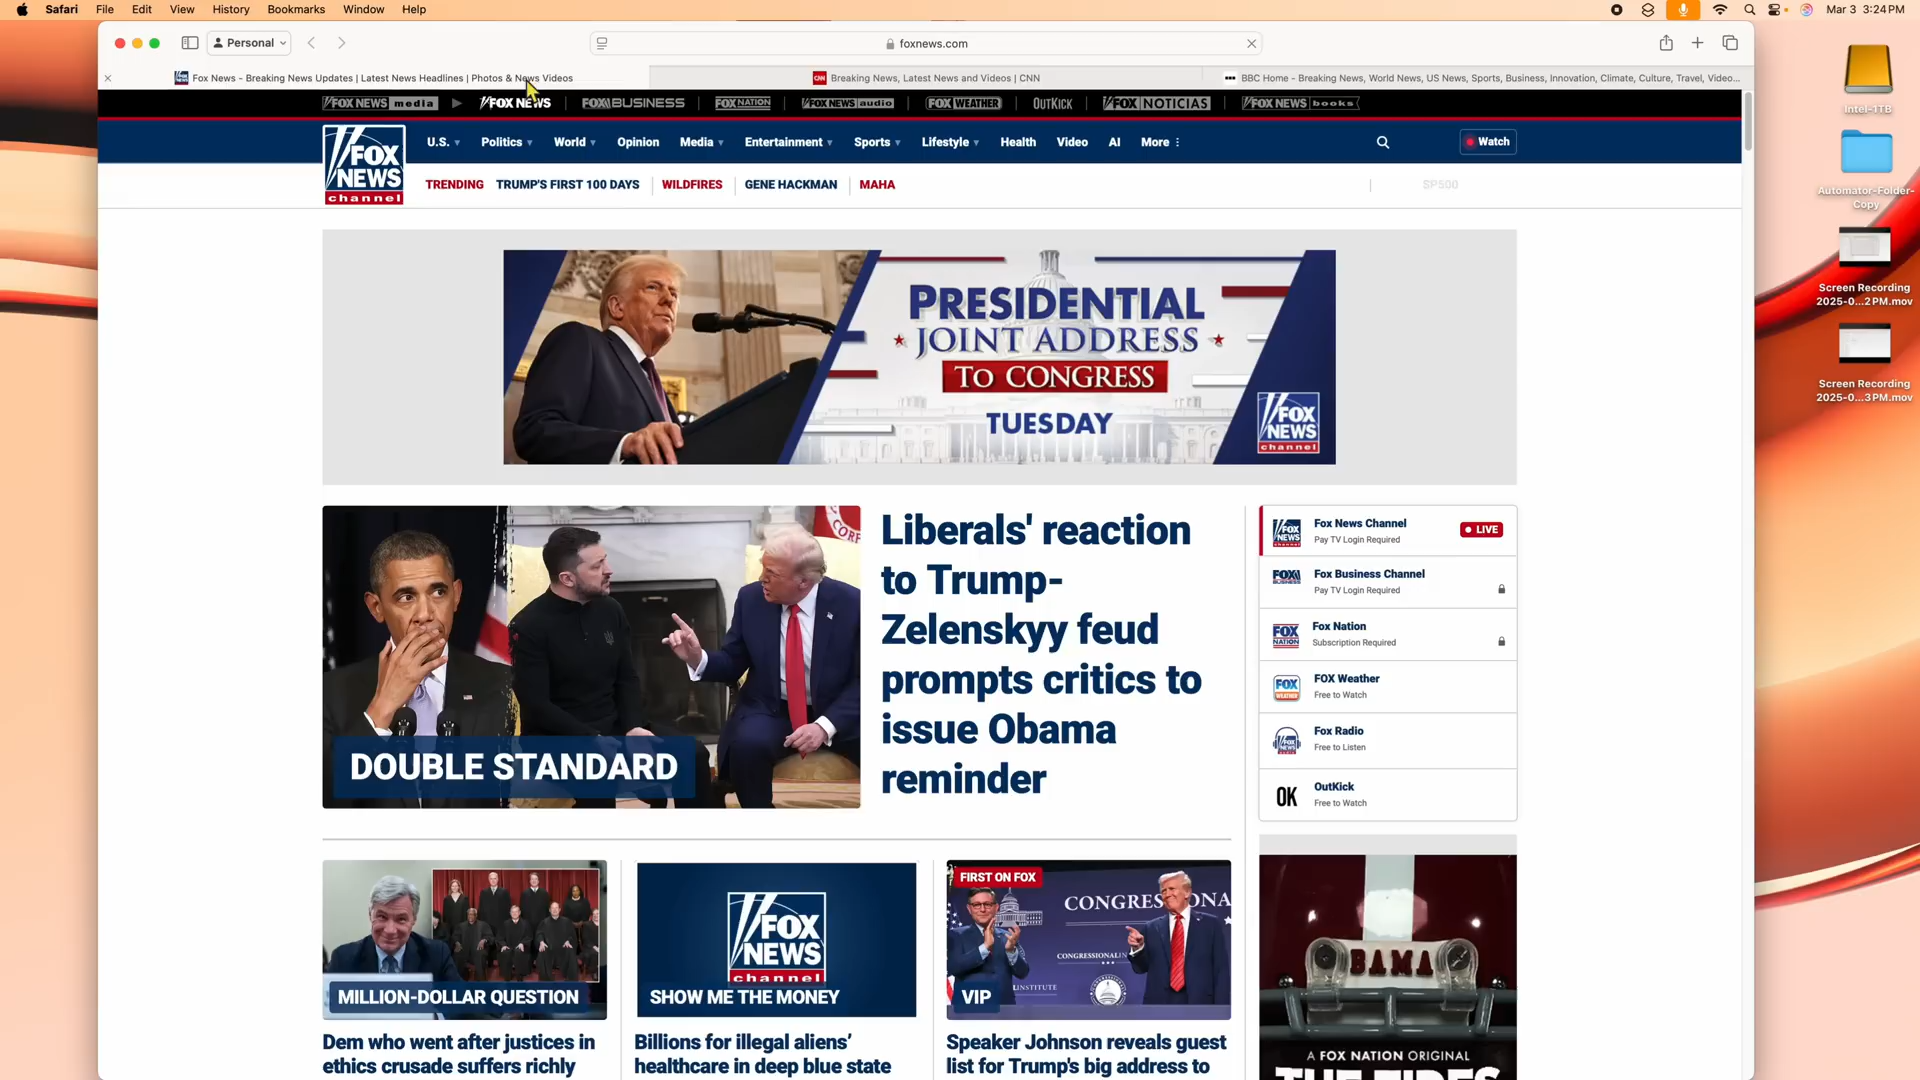 Safari File Edit View History Bookmarks Window Help
Mar 3 3:24 PM
Personal
foxnews.com
Fox News - Breaking News Updates | Latest News Headlines | Photos & News Videos
Breaking News, Latest News and Videos | CNN
BBC Home - Breaking News, World News, US News, Sports, Business, Innovation, Climate, Culture, Travel, Video...
FOX NEWS media
FOX NEWS
FOX BUSINESS
FOX NATION
FOX NEWS audio
FOX WEATHER
OUTKICK
FOX NOTICIAS
FOX NEWS books
FOX
NEWS
channel
U.S. Politics World Opinion Media Entertainment Sports Lifestyle Health Video AI More
Watch
TRENDING TRUMP'S FIRST 100 DAYS WILDFIRES GENE HACKMAN MAHA
SP500
PRESIDENTIAL
JOINT ADDRESS
TO CONGRESS
TUESDAY
FOX
NEWS
channel
DOUBLE STANDARD
Liberals' reaction
to Trump-
Zelenskyy feud
prompts critics to
issue Obama
reminder
Fox News Channel
Pay TV Login Required
LIVE
Fox Business Channel
Pay TV Login Required
Fox Nation
Subscription Required
FOX Weather
Free to Watch
Fox Radio
Free to Listen
OK
OutKick
Free to Watch
MILLION-DOLLAR QUESTION
Dem who went after justices in
ethics crusade suffers richly
FOX
NEWS
channel
SHOW ME THE MONEY
Billions for illegal aliens'
healthcare in deep blue state
FIRST ON FOX
CONGRES
ONA
CONGRESSIONAL
INSTITUTE
VIP
Speaker Johnson reveals guest
list for Trump's big address to
BAMA
A FOX NATION ORIGINAL
Intel-1TB
Automator-Folder-
Copy
Screen Recording
2025-0...2PM.mov
Screen Recording
2025-0...3PM.mov